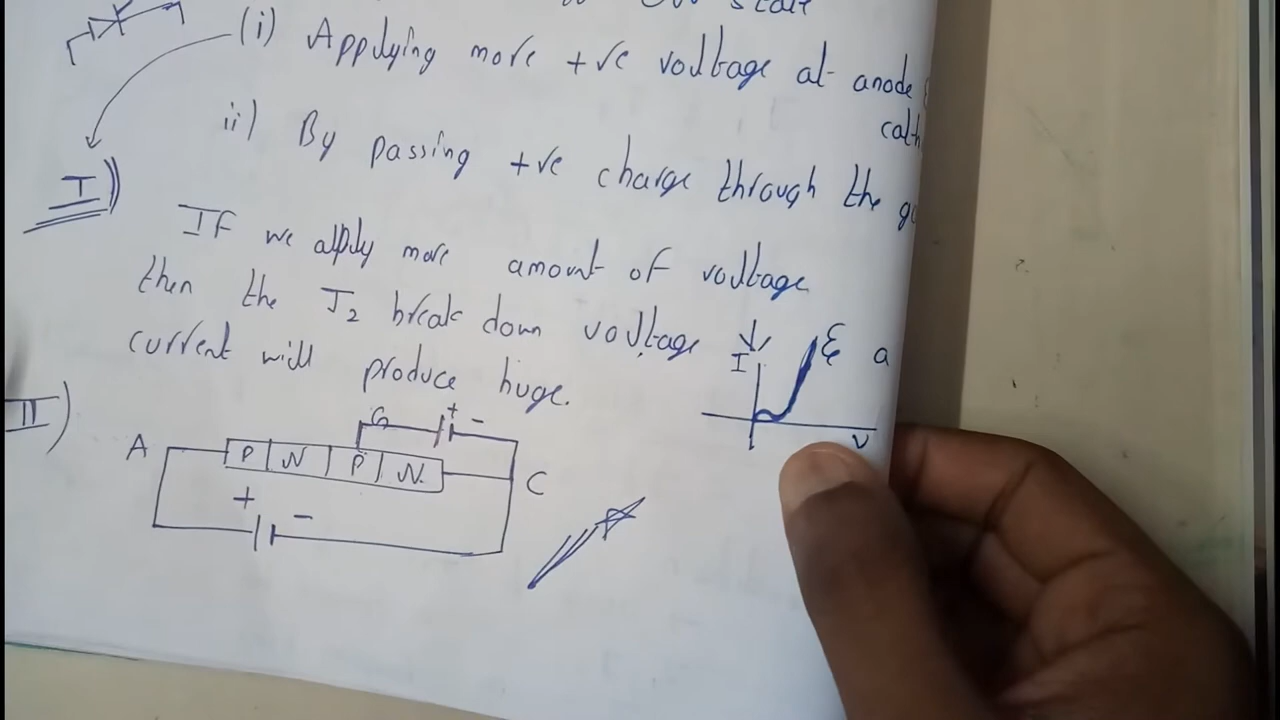 (i) Applying more +ve voltage at anode
cath
ii) By passing +ve charge through the
I)
IF we apply more amount of voltage
then the J2 break down voltage & a
current will produce huge.
I
V
II)
G
+ -
A P N P N C
+ -